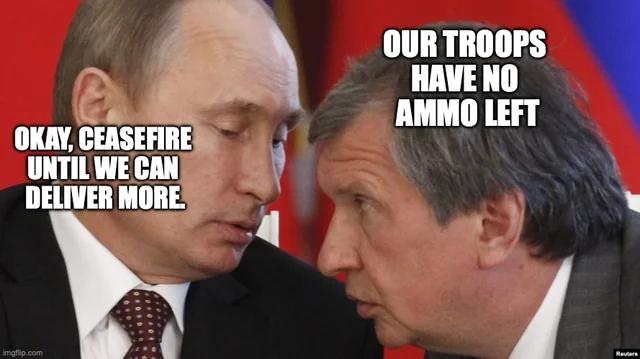 OUR TROOPS
HAVE NO
AMMO LEFT
OKAY, CEASEFIRE
UNTIL WE CAN
DELIVER MORE.
imgflip.com
Reuters